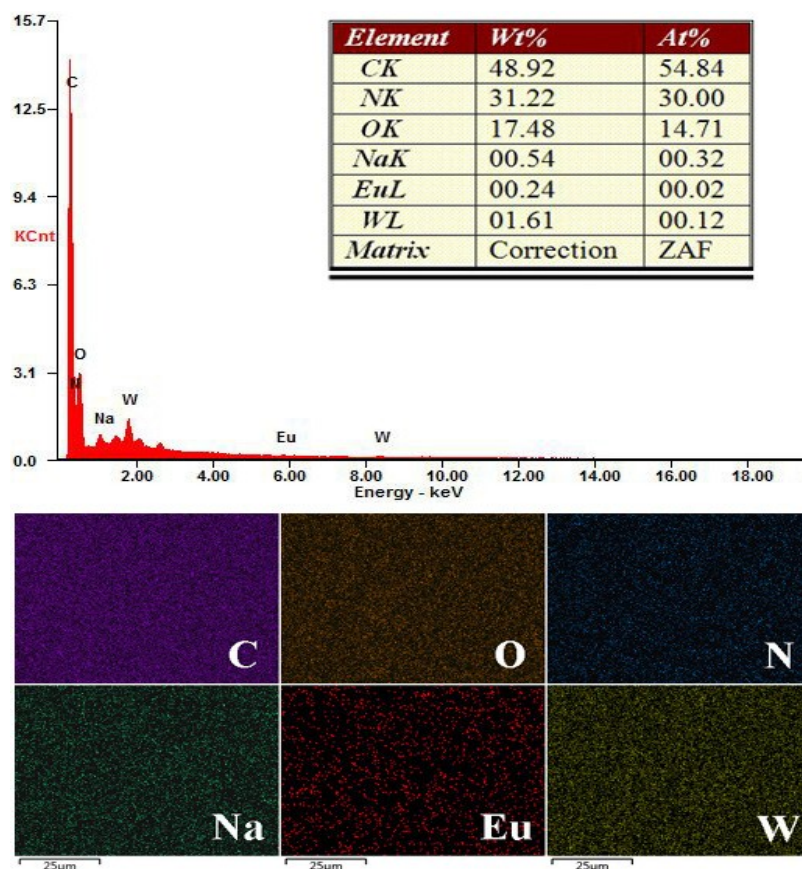 15.7
12.5
9.4
KCnt
6.3
3.1
0.0
C
O
N
Na
W
Eu
W
2.00 4.00 6.00 8.00 10.00 12.00 14.00 16.00 18.00
Energy - keV
Element Wt% At%
CK 48.92 54.84
NK 31.22 30.00
OK 17.48 14.71
NaK 00.54 00.32
EuL 00.24 00.02
WL 01.61 00.12
Matrix Correction ZAF
C O N
Na Eu W
25µm 25µm 25µm